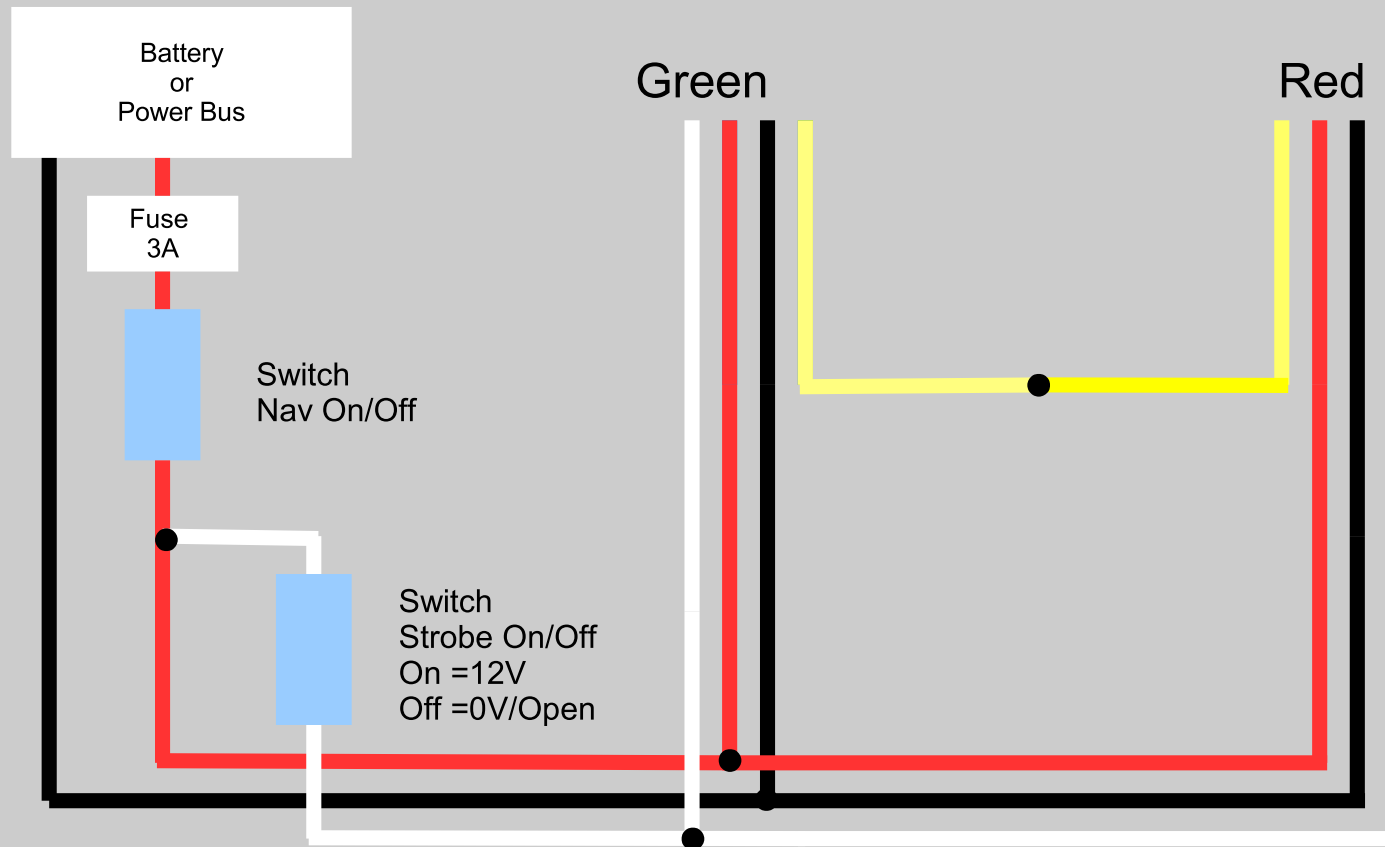 Battery
or
Power Bus
Green
Red
Fuse
3A
Switch
Nav On/Off
Switch
Strobe On/Off
On =12V
Off =0V/Open